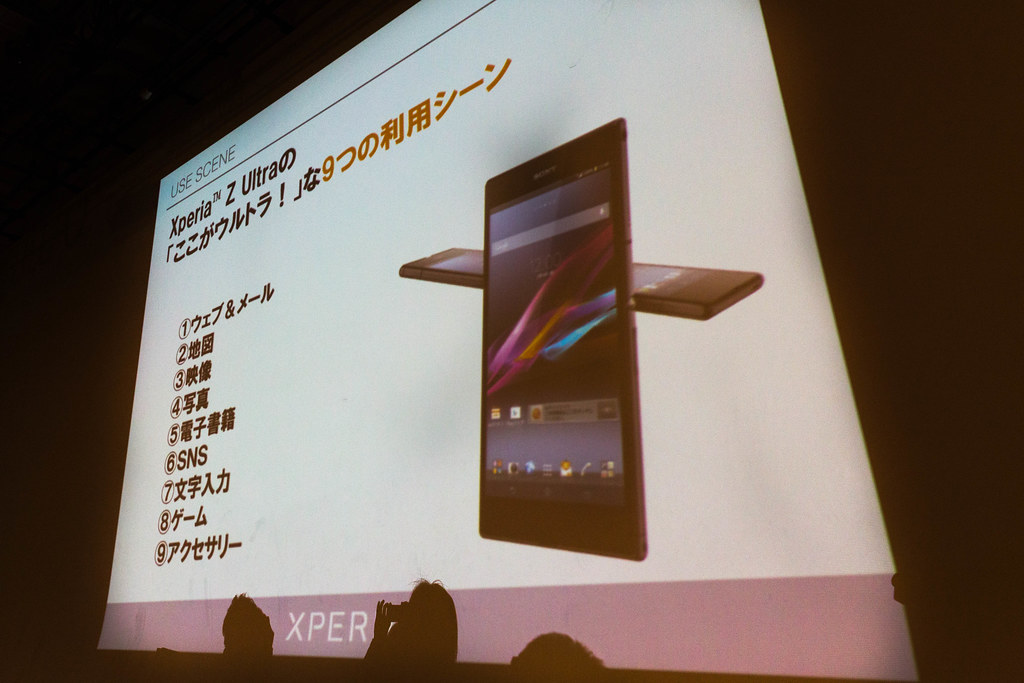 USE SCENE
Xperia™ Z Ultraの
「ここがウルトラ！」な9つの利用シーン
①ウェブ&メール
②地図
③映像
④写真
⑤電子書籍
⑥SNS
⑦文字入力
⑧ゲーム
⑨アクセサリー
SONY
XPER